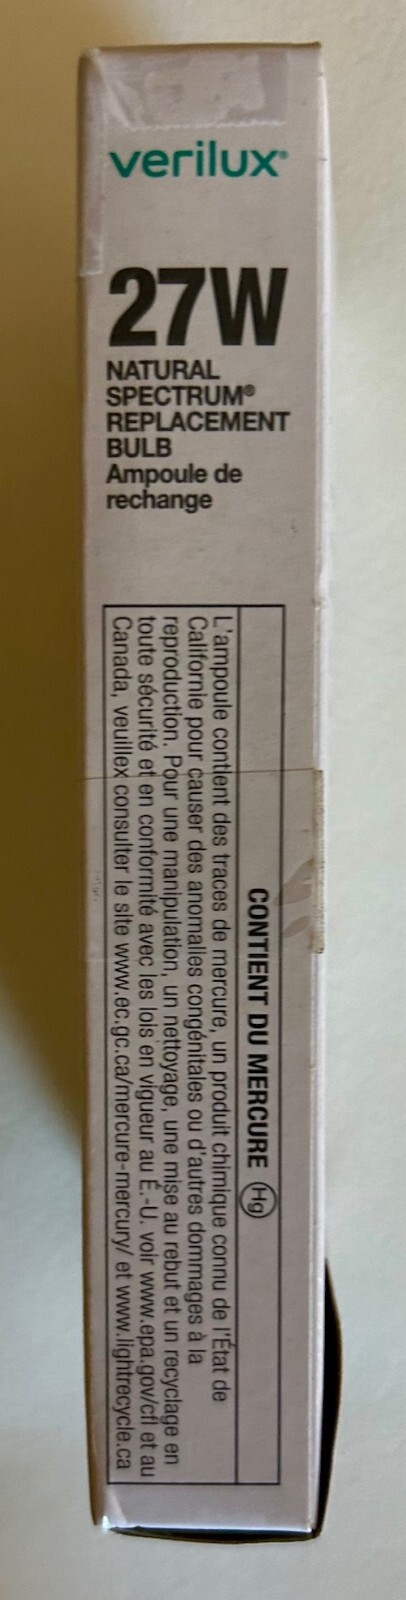 verilux®
27W
NATURAL
SPECTRUM®
REPLACEMENT
BULB
Ampoule de
rechange
CONTIENT DU MERCURE Hg
L'ampoule contient des traces de mercure, un produit chimique connu de l'État de
Californie pour causer des anomalies congénitales ou d'autres dommages à la
reproduction. Pour une manipulation, un nettoyage, une mise au rebut et un recyclage en
toute sécurité et en conformité avec les lois en vigueur au É.-U. voir www.epa.gov/cfl et au
Canada, veuillex consulter le site www.ec.gc.ca/mercure-mercury/ et www.lightrecycle.ca